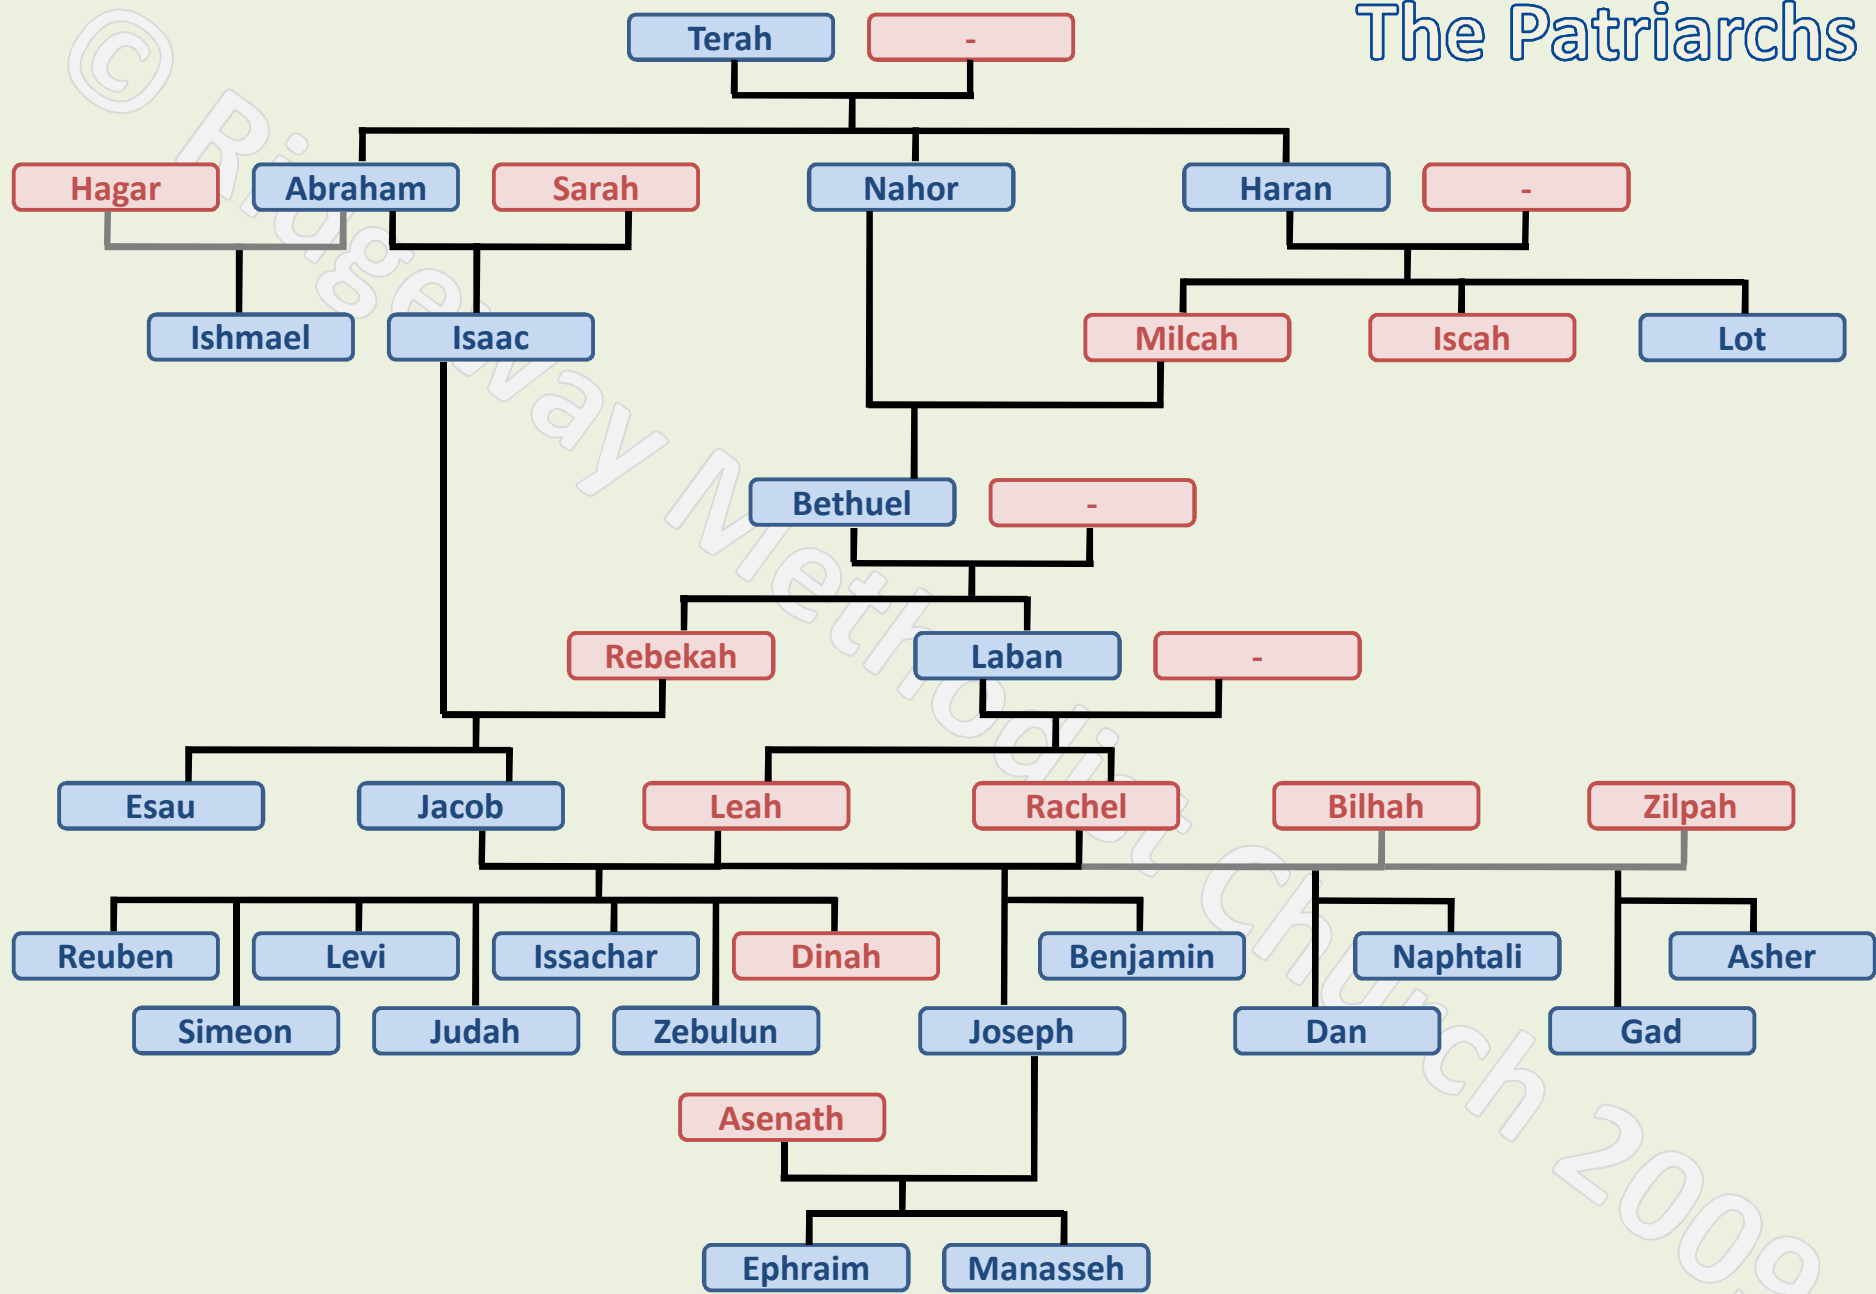 The Patriarchs
Terah -
Hagar Abraham Sarah Nahor Haran -
Ishmael Isaac Milcah Iscah Lot
Bethuel -
Rebekah Laban -
Esau Jacob Leah Rachel Bilhah Zilpah
Reuben Levi Issachar Dinah Benjamin Naphtali Asher
Simeon Judah Zebulun Joseph Dan Gad
Asenath
Ephraim Manasseh
© Ridgeway Methodist Church 2009